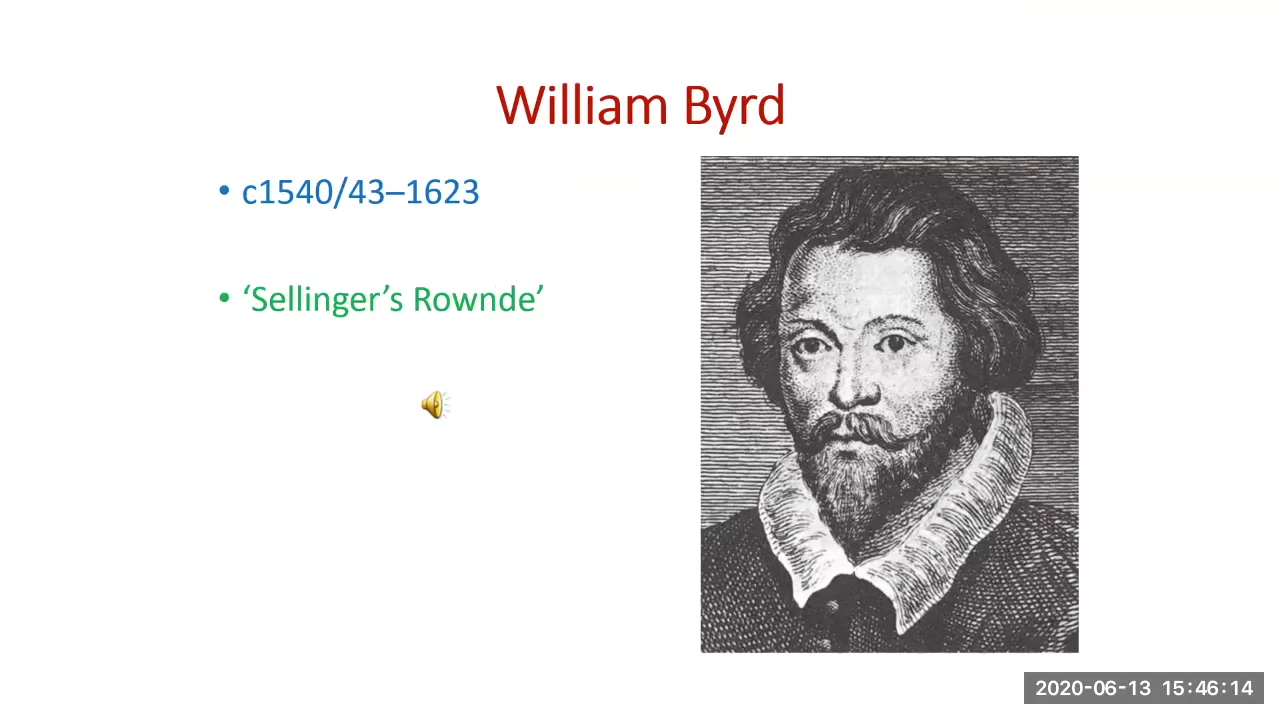 William Byrd
• c1540/43–1623
• ‘Sellinger’s Rownde’
2020-06-13 15:46:14